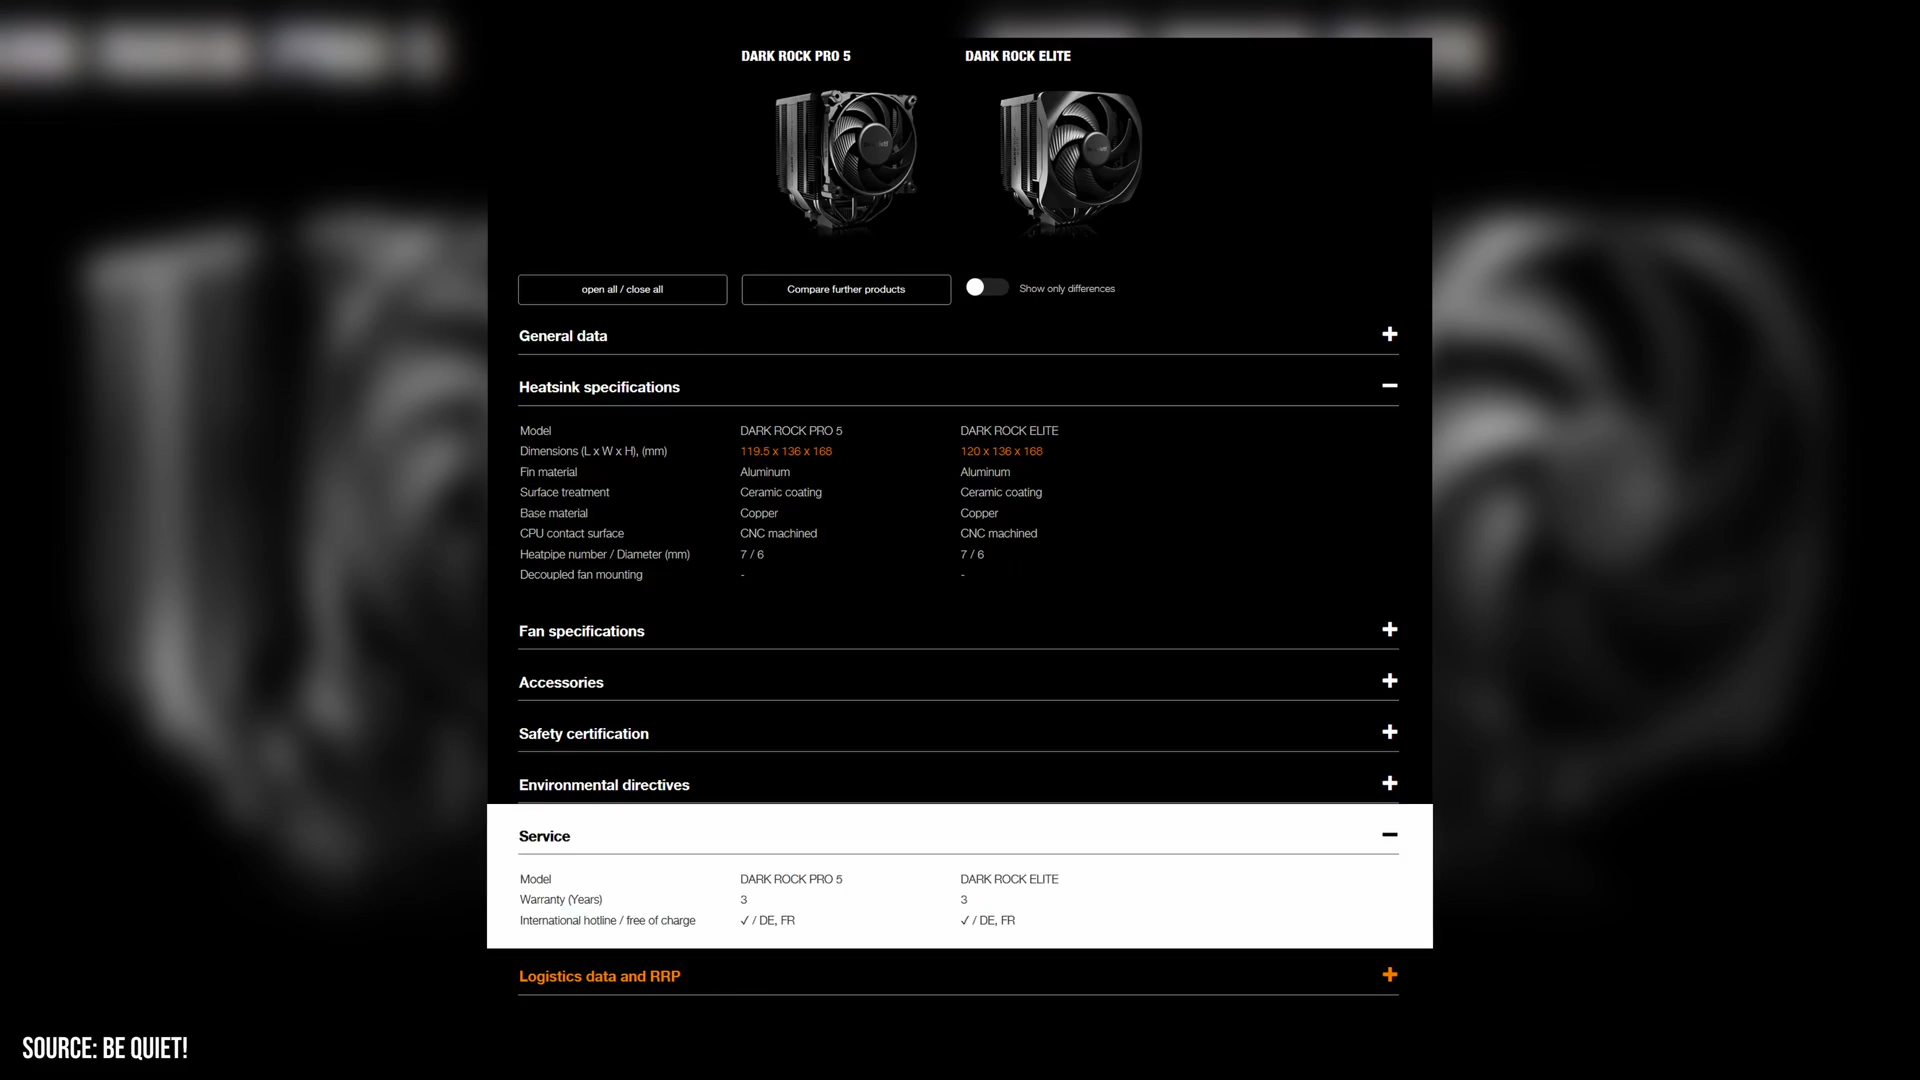 DARK ROCK PRO 5 DARK ROCK ELITE
open all / close all Compare further products Show only differences
General data +
Heatsink specifications −
Model DARK ROCK PRO 5 DARK ROCK ELITE
Dimensions (L x W x H), (mm) 119.5 x 136 x 168 120 x 136 x 168
Fin material Aluminum Aluminum
Surface treatment Ceramic coating Ceramic coating
Base material Copper Copper
CPU contact surface CNC machined CNC machined
Heatpipe number / Diameter (mm) 7 / 6 7 / 6
Decoupled fan mounting - -
Fan specifications +
Accessories +
Safety certification +
Environmental directives +
Service −
Model DARK ROCK PRO 5 DARK ROCK ELITE
Warranty (Years) 3 3
International hotline / free of charge ✓ / DE, FR ✓ / DE, FR
Logistics data and RRP +
SOURCE: BE QUIET!